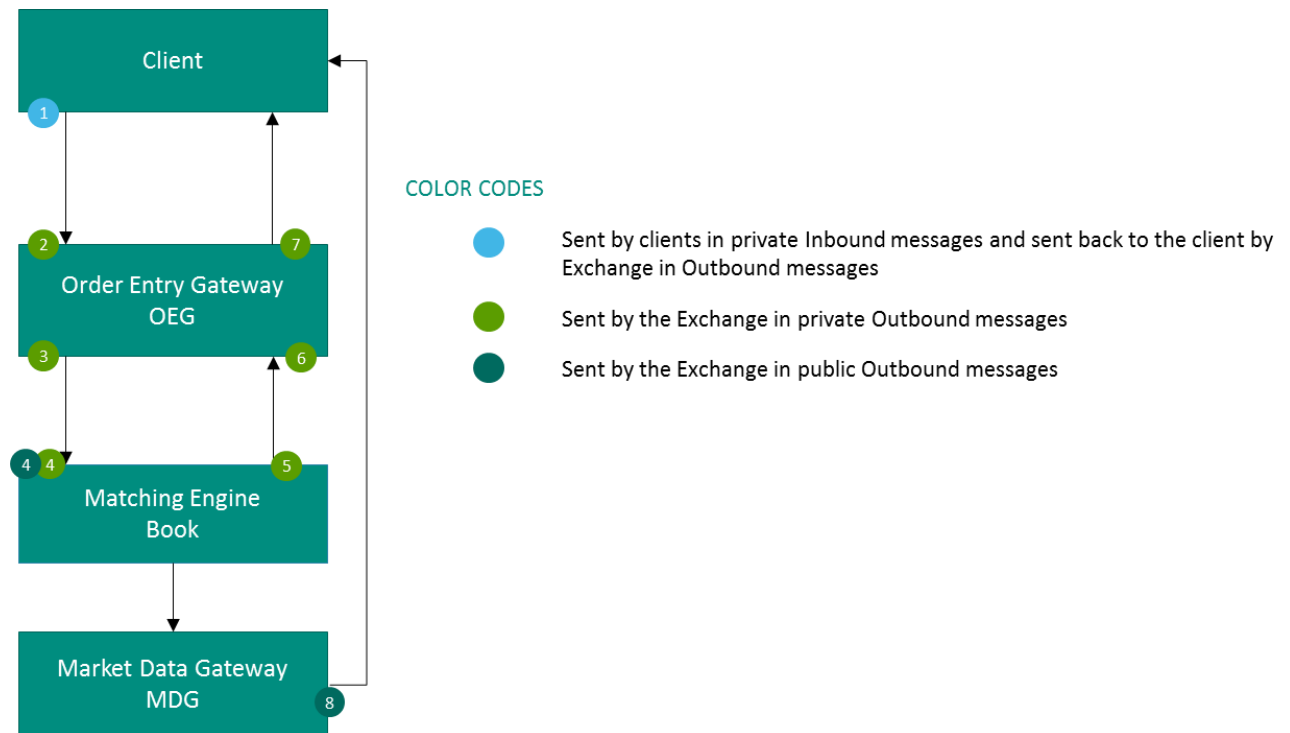 Client
1
2
7
Order Entry Gateway
OEG
3
6
4
4
5
Matching Engine
Book
Market Data Gateway
MDG
8
COLOR CODES
Sent by clients in private Inbound messages and sent back to the client by
Exchange in Outbound messages
Sent by the Exchange in private Outbound messages
Sent by the Exchange in public Outbound messages